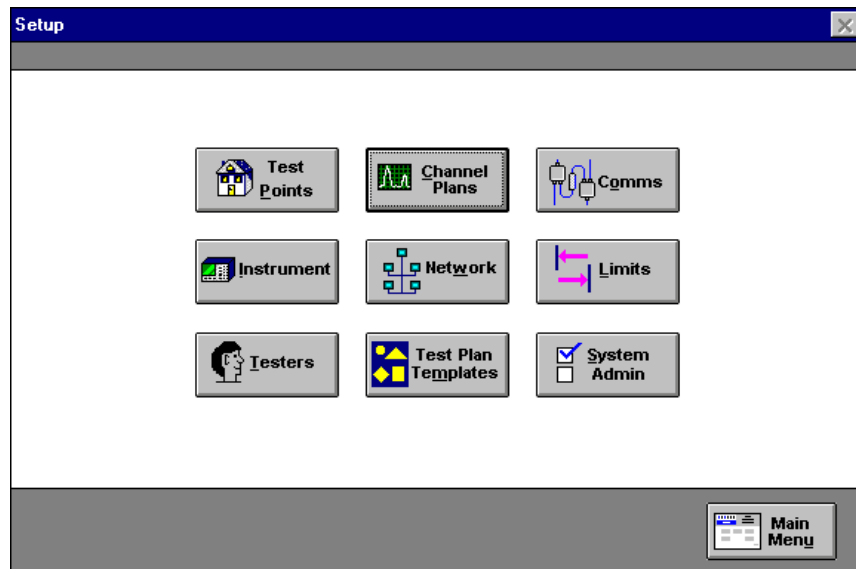 Setup
Test
Points
Channel
Plans
Comms
Instrument
Network
Limits
Testers
Test Plan
Templates
System
Admin
Main
Menu